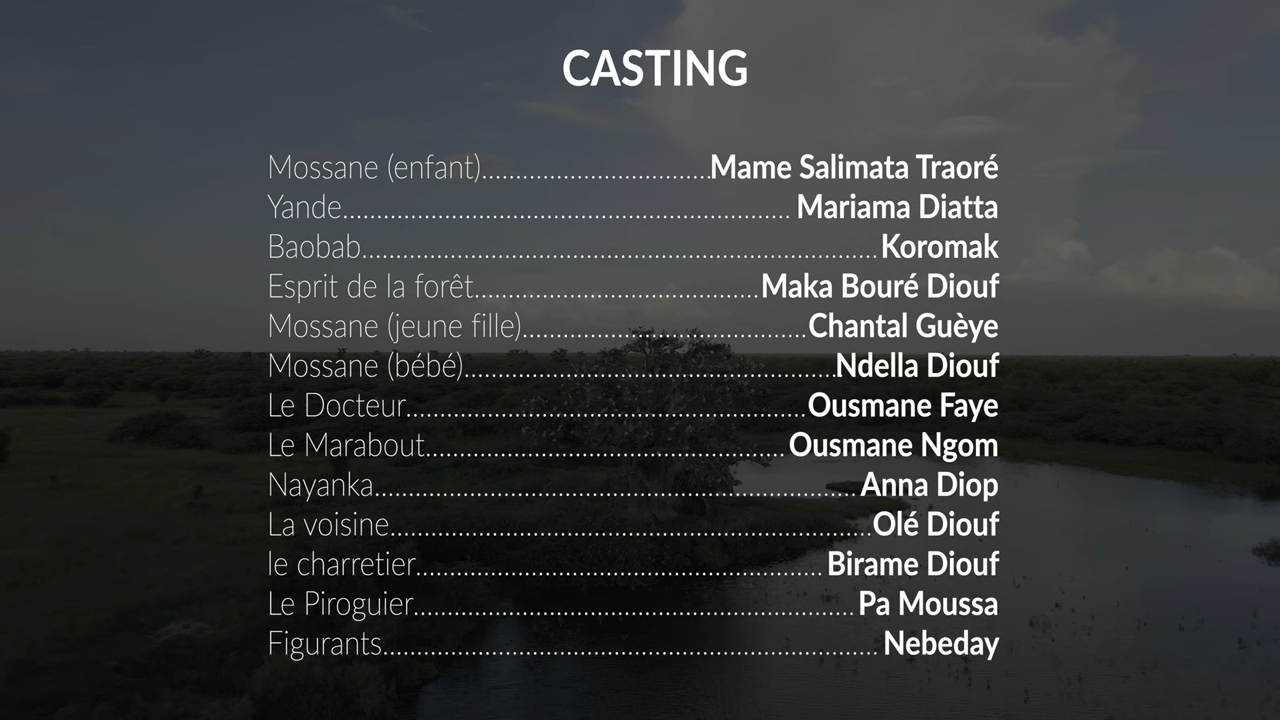 CASTING
Mossane (enfant)..................................Mame Salimata Traoré
Yande.................................................................. Mariama Diatta
Baobab............................................................................. Koromak
Esprit de la forêt.......................................... Maka Bouré Diouf
Mossane (jeune fille)..........................................Chantal Guèye
Mossane (bébé).......................................................Ndella Diouf
Le Docteur...........................................................Ousmane Faye
Le Marabout..................................................... Ousmane Ngom
Nayanka....................................................................... Anna Diop
La voisine.......................................................................Olé Diouf
le charretier............................................................ Birame Diouf
Le Piroguier................................................................. Pa Moussa
Figurants......................................................................... Nebeday